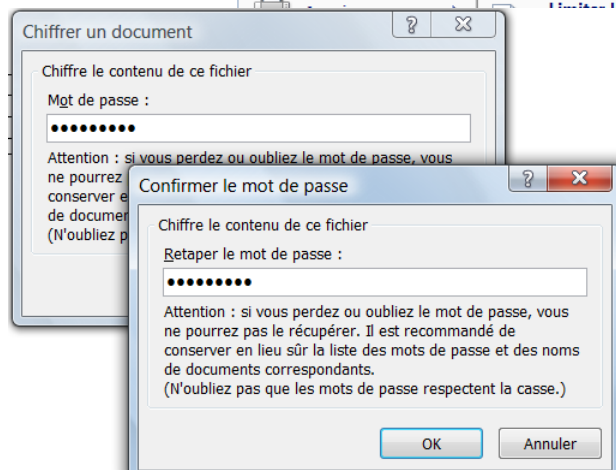 Limiter l
Chiffrer un document
Chiffre le contenu de ce fichier
Mot de passe :
•••••••••
Attention : si vous perdez ou oubliez le mot de passe, vous
ne pourrez
conserver e
de documen
(N'oubliez p
Confirmer le mot de passe
Chiffre le contenu de ce fichier
Retaper le mot de passe :
•••••••••
Attention : si vous perdez ou oubliez le mot de passe, vous
ne pourrez pas le récupérer. Il est recommandé de
conserver en lieu sûr la liste des mots de passe et des noms
de documents correspondants.
(N'oubliez pas que les mots de passe respectent la casse.)
OK
Annuler